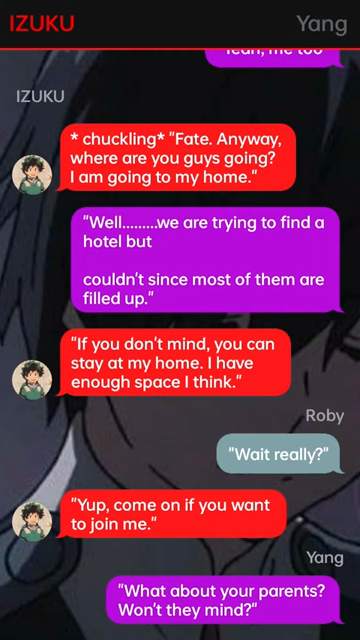 IZUKU Yang
Yeah, me too
IZUKU
* chuckling* "Fate. Anyway,
where are you guys going?
I am going to my home."
"Well.........we are trying to find a
hotel but
couldn't since most of them are
filled up."
"If you don't mind, you can
stay at my home. I have
enough space I think."
Roby
"Wait really?"
"Yup, come on if you want
to join me."
Yang
"What about your parents?
Won't they mind?"